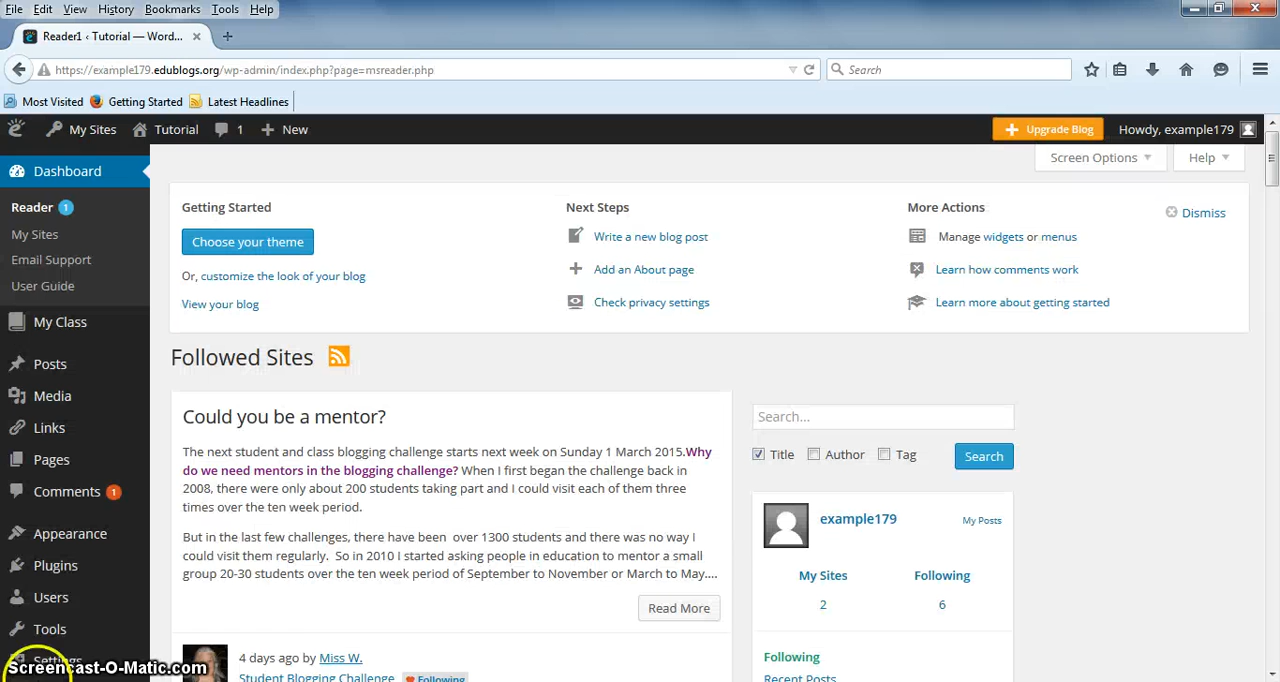 File Edit View History Bookmarks Tools Help
Reader1 ‹ Tutorial — Word...
https://example179.edublogs.org/wp-admin/index.php?page=msreader.php
Search
Most Visited Getting Started Latest Headlines
My Sites Tutorial 1 New Upgrade Blog Howdy, example179
Dashboard
Screen Options Help
Reader 1
My Sites
Email Support
User Guide
My Class
Posts
Media
Links
Pages
Comments 1
Appearance
Plugins
Users
Tools
Settings
Getting Started
Choose your theme
Or, customize the look of your blog
View your blog
Next Steps
Write a new blog post
Add an About page
Check privacy settings
More Actions
Dismiss
Manage widgets or menus
Learn how comments work
Learn more about getting started
Followed Sites
Could you be a mentor?
The next student and class blogging challenge starts next week on Sunday 1 March 2015.Why
do we need mentors in the blogging challenge? When I first began the challenge back in
2008, there were only about 200 students taking part and I could visit each of them three
times over the ten week period.
But in the last few challenges, there have been over 1300 students and there was no way I
could visit them regularly. So in 2010 I started asking people in education to mentor a small
group 20-30 students over the ten week period of September to November or March to May....
Read More
4 days ago by Miss W.
Student Blogging Challenge Following
Search...
Title Author Tag Search
example179 My Posts
My Sites Following
2 6
Following
Recent Posts
Screencast-O-Matic.com